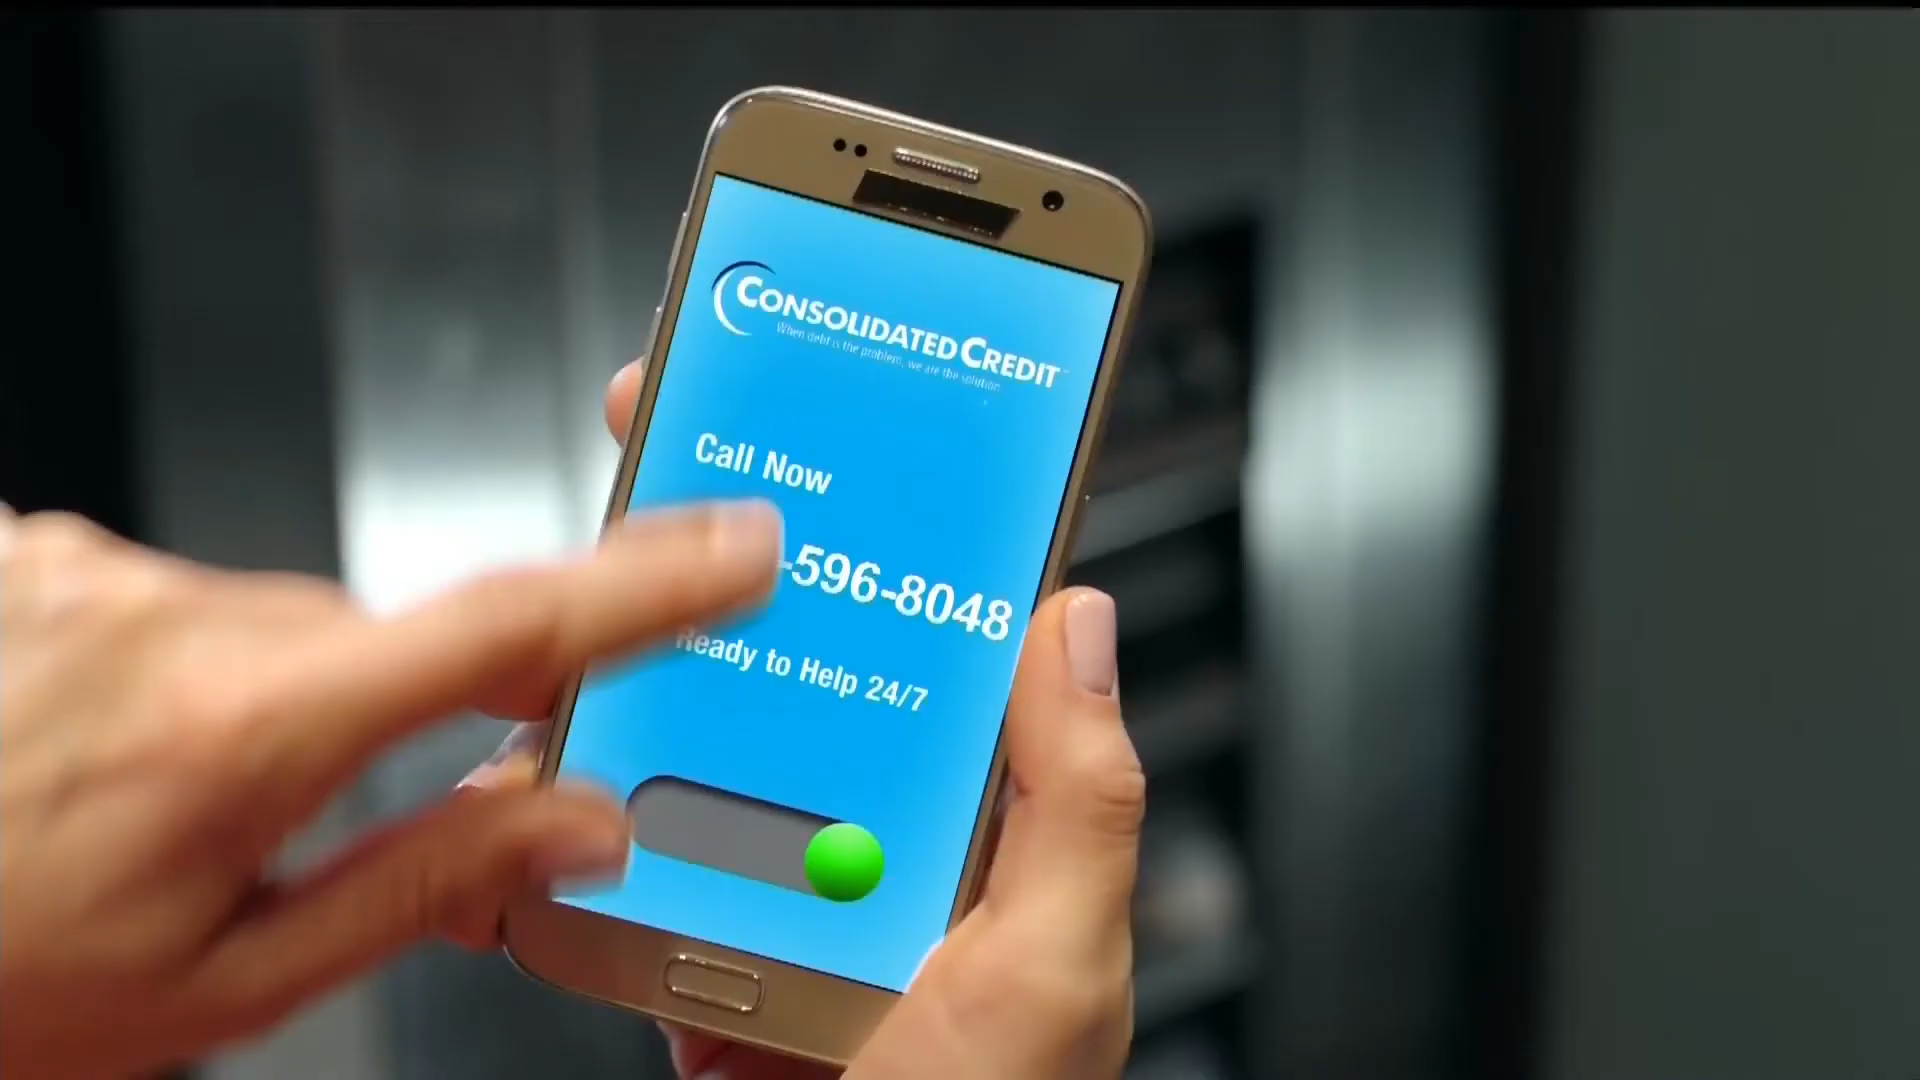 CONSOLIDATED CREDIT
When debt is the problem, we are the solution.
Call Now
-596-8048
Ready to Help 24/7